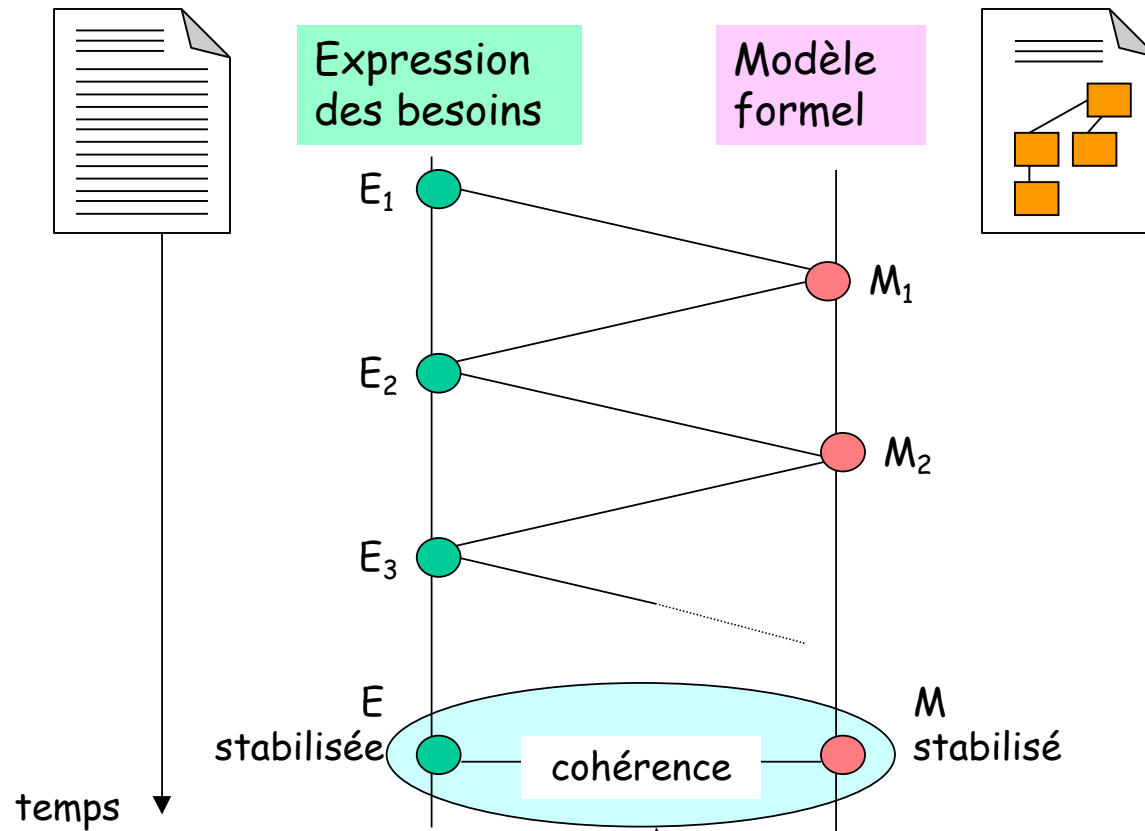 Expression
des besoins
Modèle
formel
E₁
M₁
E₂
M₂
E₃
E
stabilisée
M
stabilisé
cohérence
temps